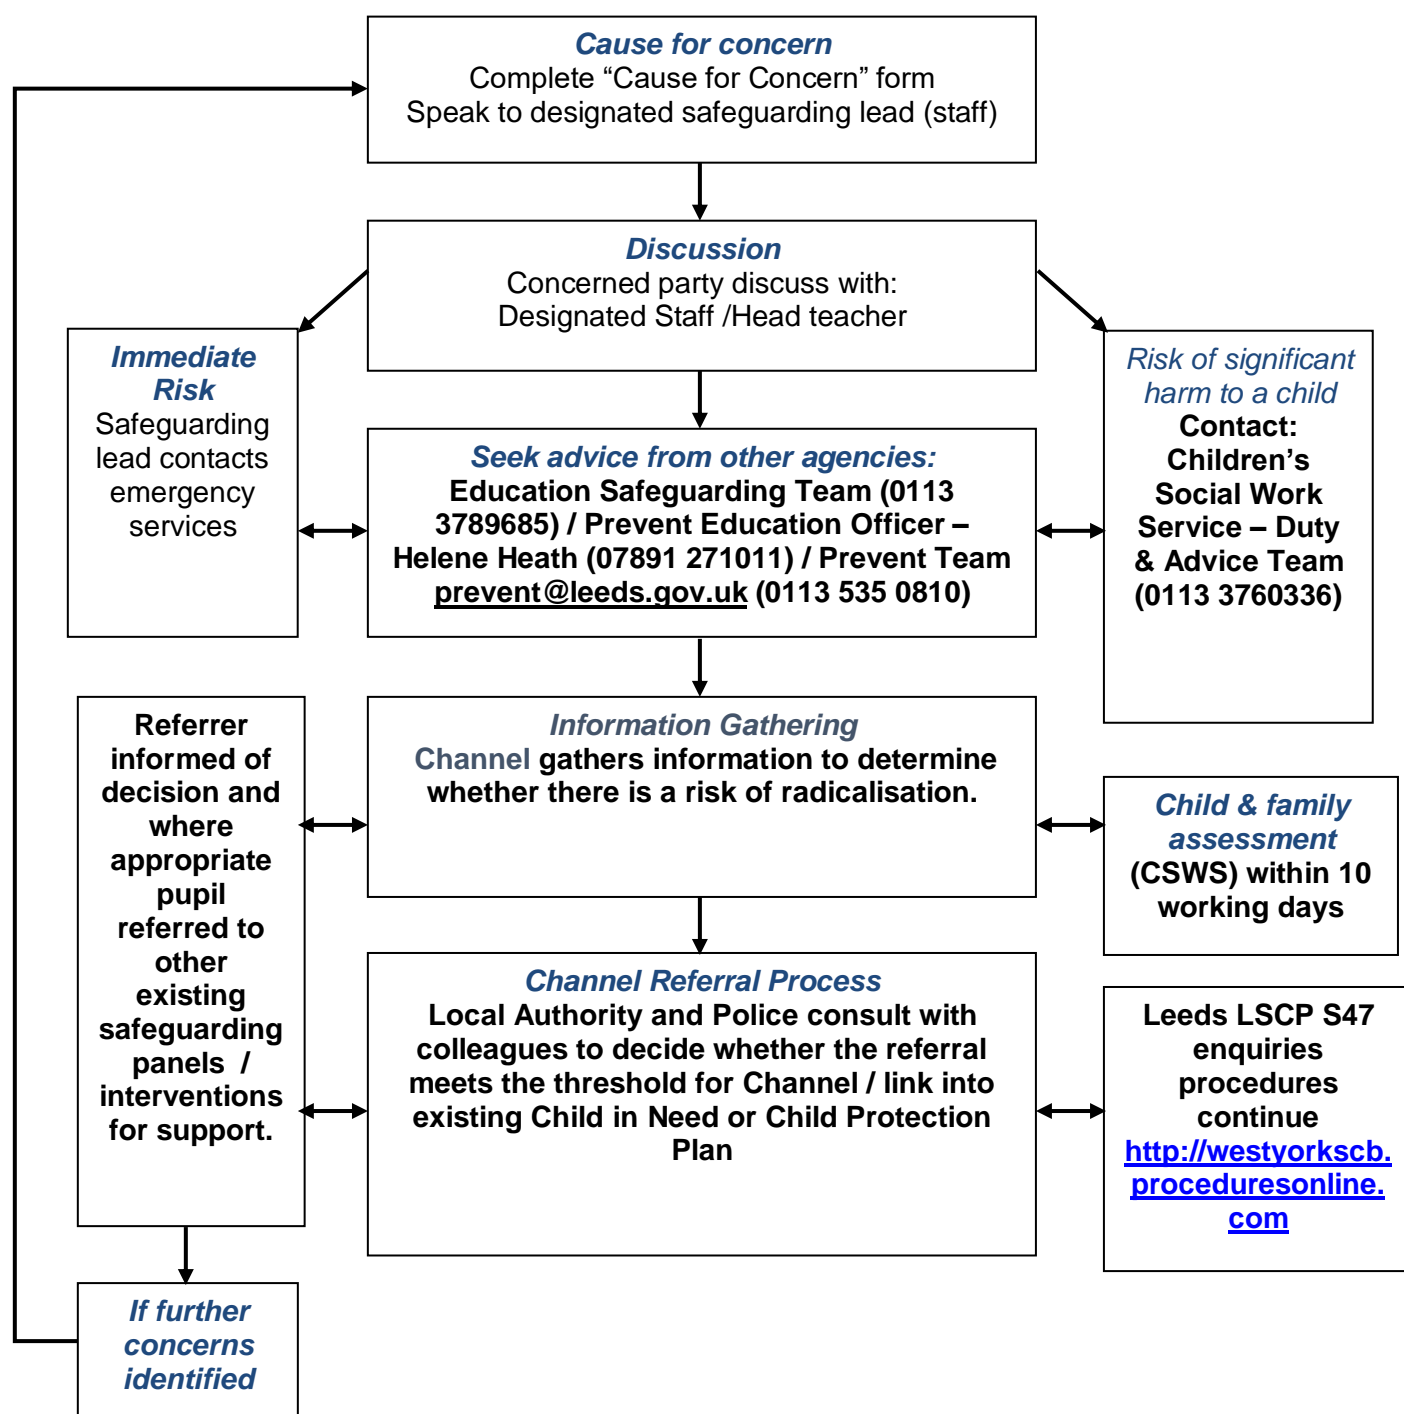 Cause for concern
Complete “Cause for Concern” form
Speak to designated safeguarding lead (staff)
Discussion
Concerned party discuss with:
Designated Staff /Head teacher
Immediate
Risk
Safeguarding
lead contacts
emergency
services
Seek advice from other agencies:
Education Safeguarding Team (0113
3789685) / Prevent Education Officer –
Helene Heath (07891 271011) / Prevent Team
prevent@leeds.gov.uk (0113 535 0810)
Risk of significant
harm to a child
Contact:
Children’s
Social Work
Service – Duty
& Advice Team
(0113 3760336)
Referrer
informed of
decision and
where
appropriate
pupil
referred to
other
existing
safeguarding
panels /
interventions
for support.
Information Gathering
Channel gathers information to determine
whether there is a risk of radicalisation.
Child & family
assessment
(CSWS) within 10
working days
Channel Referral Process
Local Authority and Police consult with
colleagues to decide whether the referral
meets the threshold for Channel / link into
existing Child in Need or Child Protection
Plan
Leeds LSCP S47
enquiries
procedures
continue
http://westyorkscb.
proceduresonline.
com
If further
concerns
identified